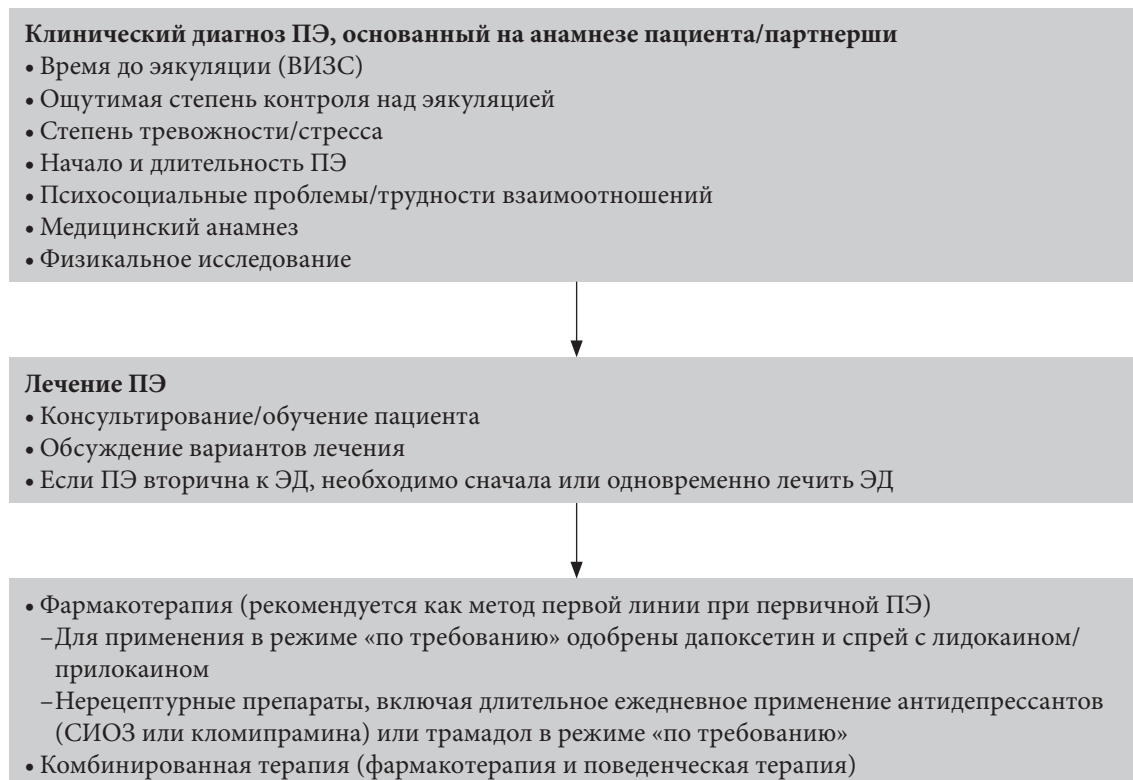 Клинический диагноз ПЭ, основанный на анамнезе пациента/партнерши
• Время до эякуляции (ВИЗС)
• Ощутимая степень контроля над эякуляцией
• Степень тревожности/стресса
• Начало и длительность ПЭ
• Психосоциальные проблемы/трудности взаимоотношений
• Медицинский анамнез
• Физикальное исследование
Лечение ПЭ
• Консультирование/обучение пациента
• Обсуждение вариантов лечения
• Если ПЭ вторична к ЭД, необходимо сначала или одновременно лечить ЭД
• Фармакотерапия (рекомендуется как метод первой линии при первичной ПЭ)
–Для применения в режиме «по требованию» одобрены дапоксетин и спрей с лидокаином/
прилокаином
–Нерецептурные препараты, включая длительное ежедневное применение антидепрессантов
(СИОЗ или кломипрамина) или трамадол в режиме «по требованию»
• Комбинированная терапия (фармакотерапия и поведенческая терапия)